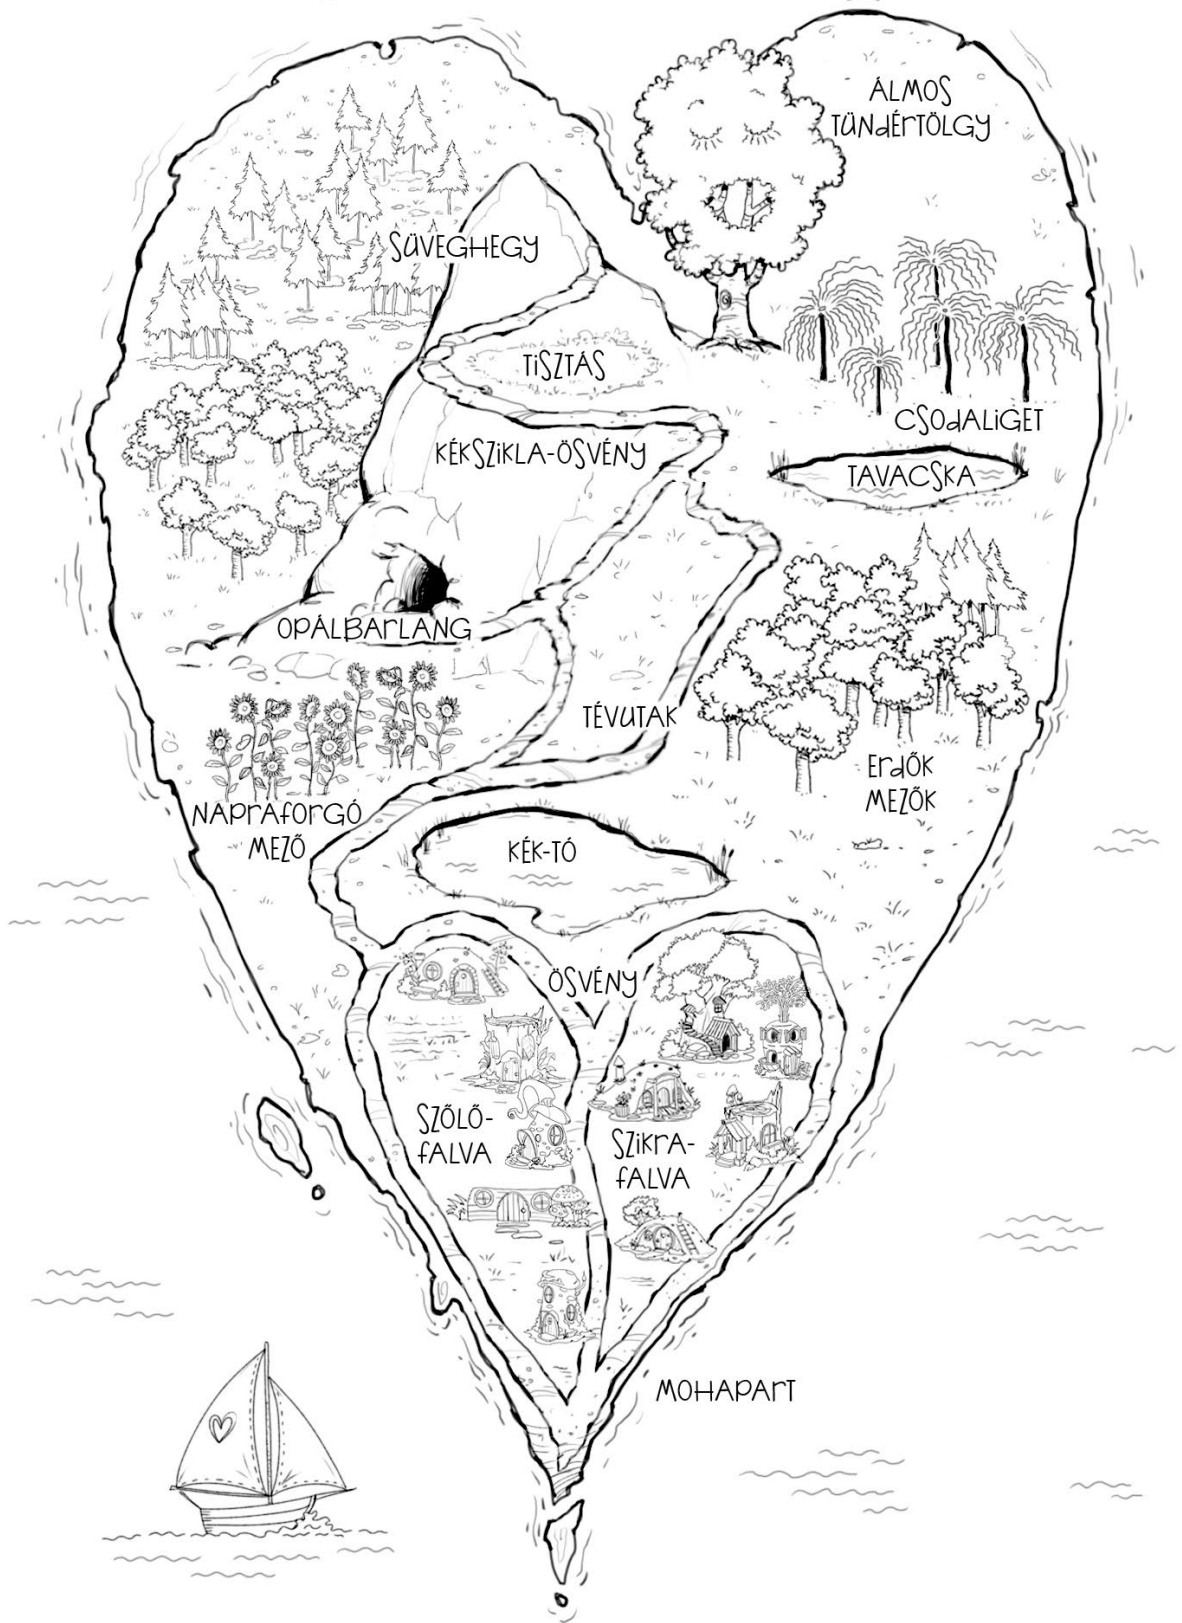 ÁLMOS
TÜNDÉRTÖLGY
SÜVEGHEGY
TISZTÁS
CSODALIGET
KÉKSZIKLA-ÖSVÉNY
TAVACSKA
OPÁLBARLANG
TÉVUTAK
ERDŐK
MEZŐK
NAPRAFORGÓ
MEZŐ
KÉK-TÓ
ÖSVÉNY
SZŐLŐ-
FALVA
SZIKRA-
FALVA
MOHAPART